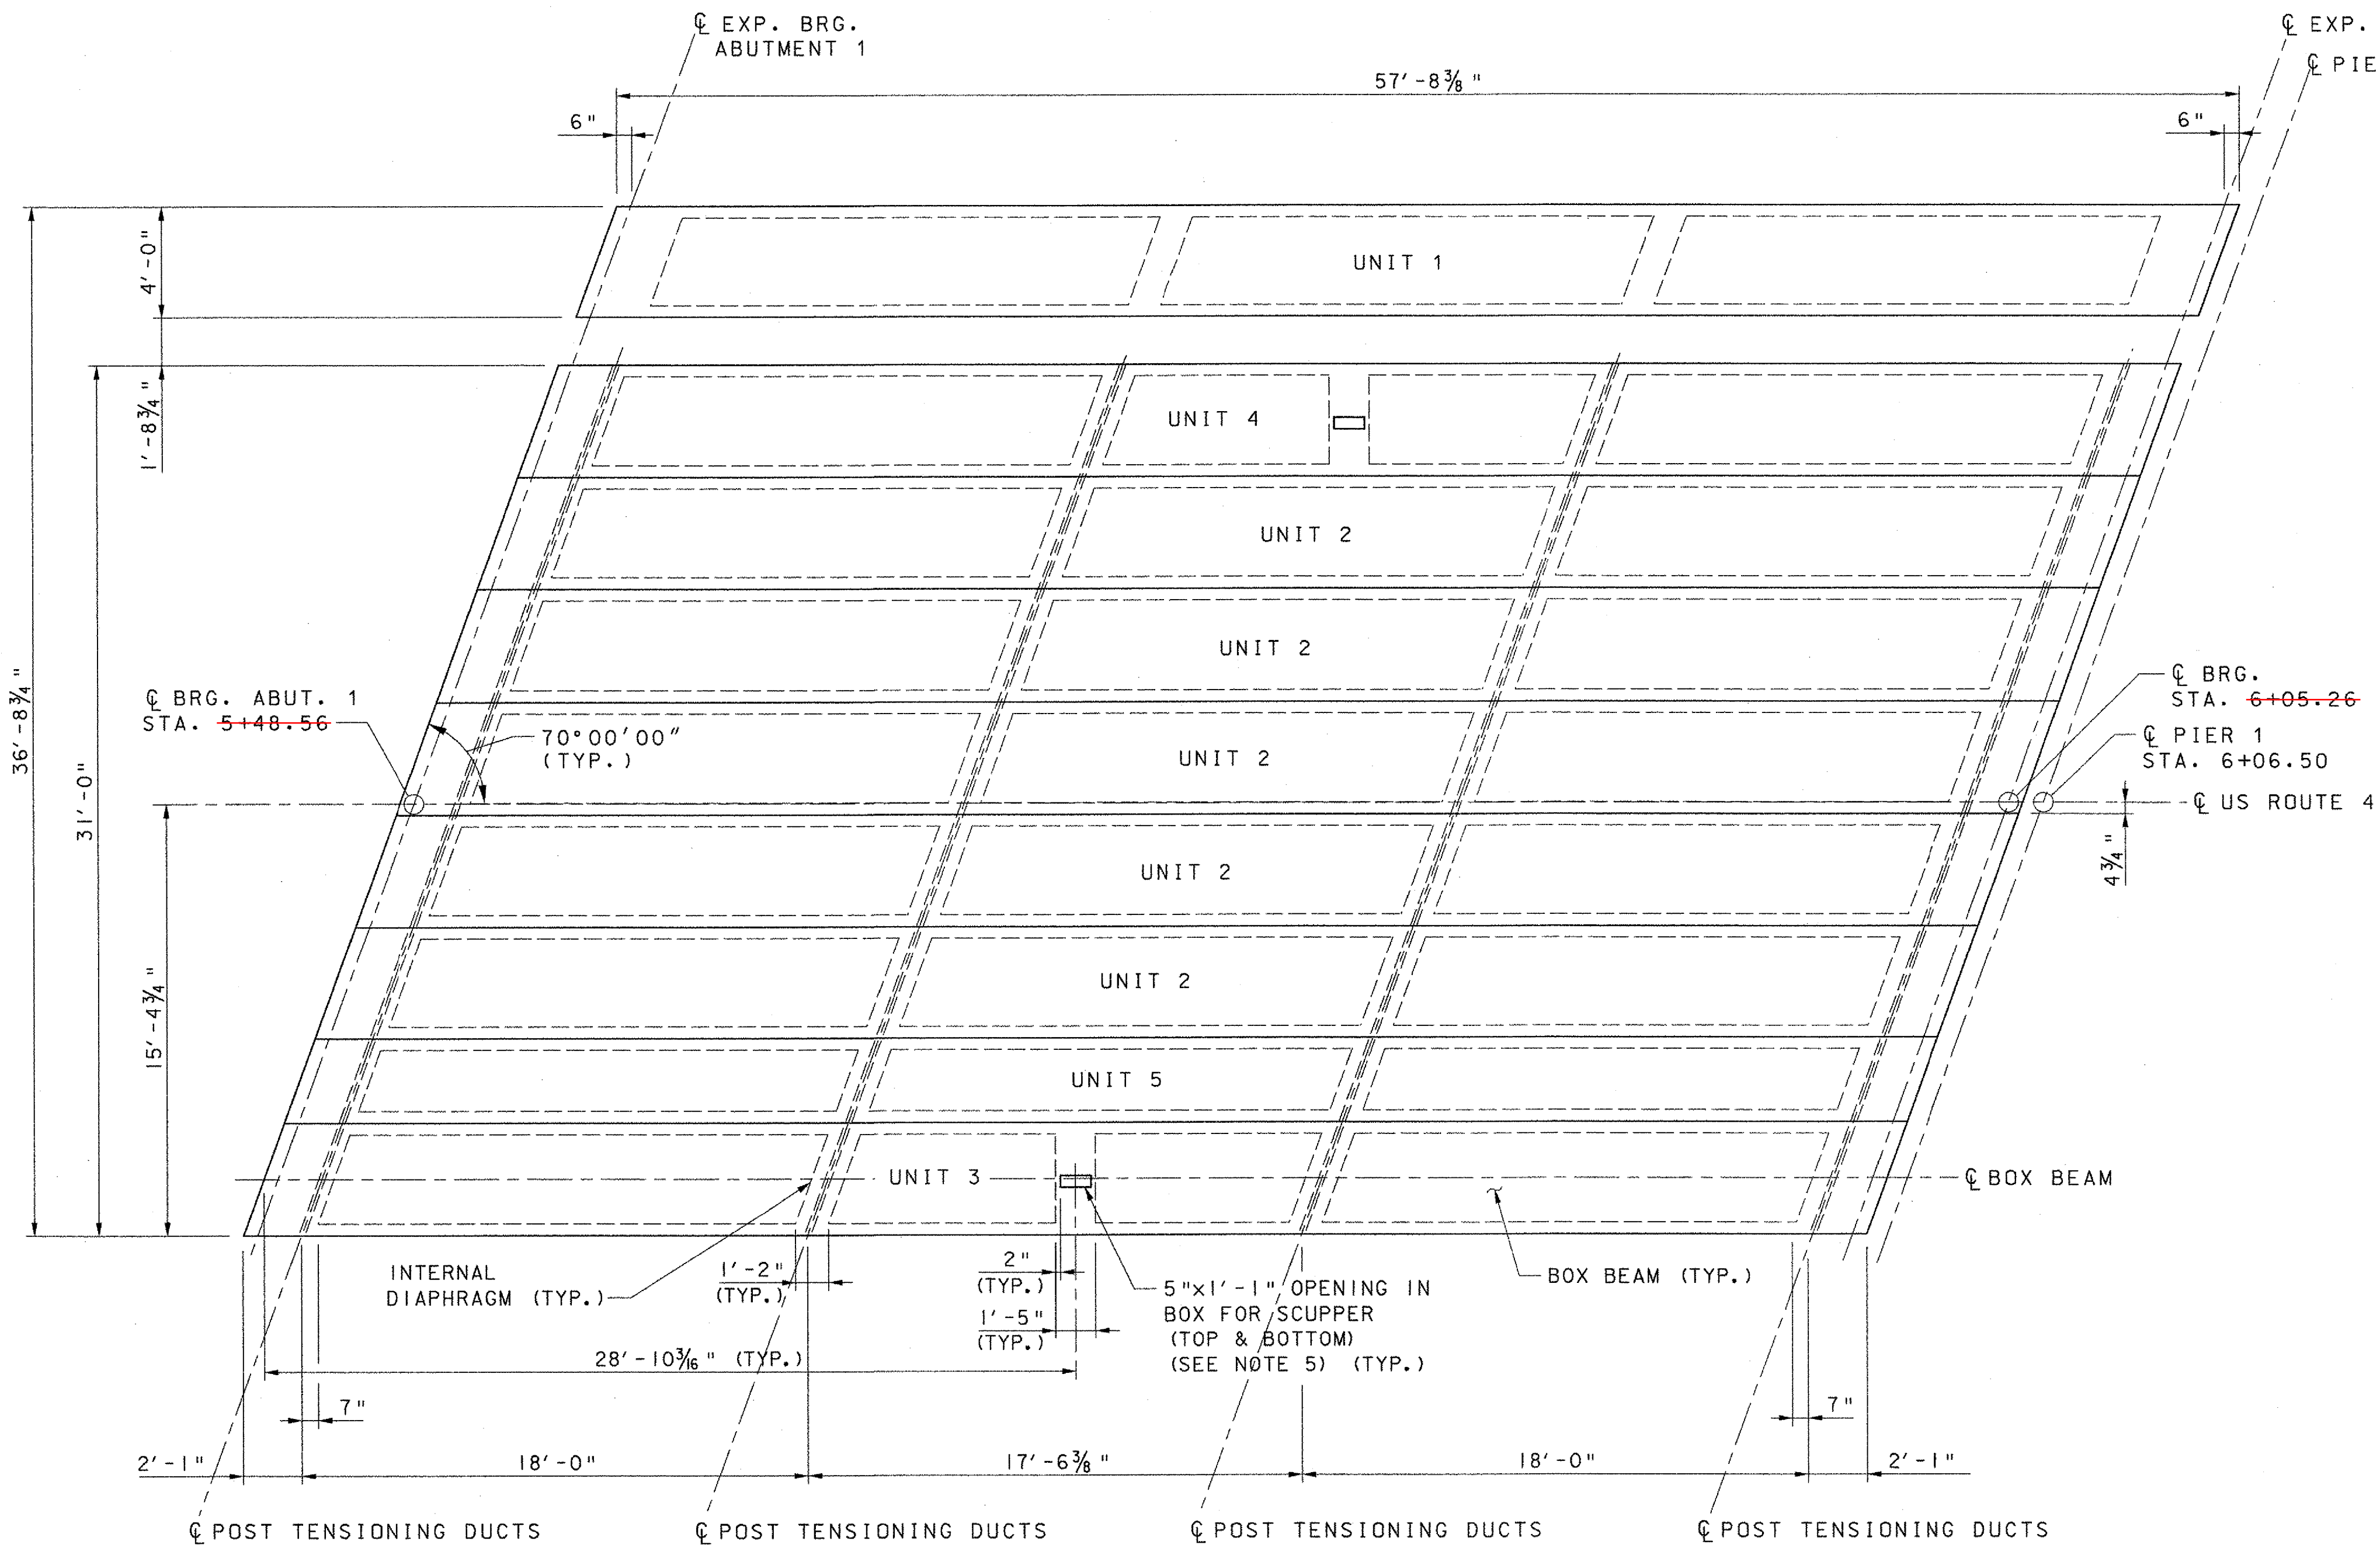 ℄ EXP. BRG.
ABUTMENT 1
℄ EXP.
℄ PIE
57'-8⅜"
6"
6"
4'-0"
UNIT 1
1'-8¾"
UNIT 4
UNIT 2
UNIT 2
36'-8¾"
31'-0"
℄ BRG. ABUT. 1
STA. 5+48.56
70°00'00"
(TYP.)
UNIT 2
℄ BRG.
STA. 6+05.26
℄ PIER 1
STA. 6+06.50
℄ US ROUTE 4
4¾"
UNIT 2
15'-4¾"
UNIT 2
UNIT 5
UNIT 3
℄ BOX BEAM
INTERNAL
DIAPHRAGM (TYP.)
1'-2"
(TYP.)
2"
(TYP.)
1'-5"
(TYP.)
5"x1'-1" OPENING IN
BOX FOR SCUPPER
(TOP & BOTTOM)
(SEE NOTE 5) (TYP.)
BOX BEAM (TYP.)
28'-10³⁄₁₆" (TYP.)
7"
7"
2'-1"
18'-0"
17'-6⅜"
18'-0"
2'-1"
℄ POST TENSIONING DUCTS
℄ POST TENSIONING DUCTS
℄ POST TENSIONING DUCTS
℄ POST TENSIONING DUCTS